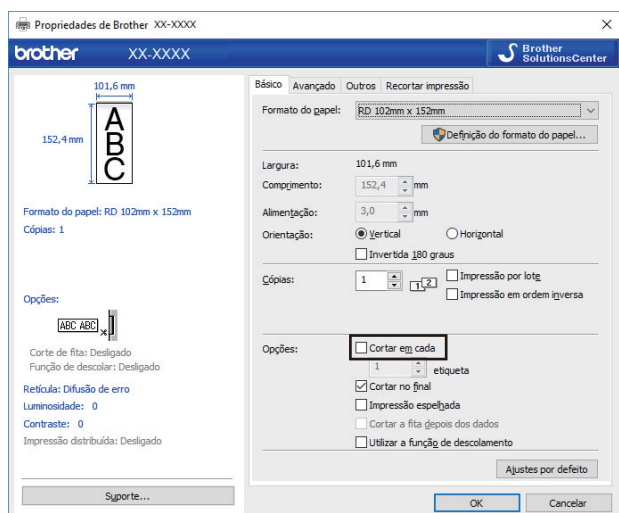 Propriedades de Brother XX-XXXX
brother XX-XXXX
Brother
SolutionsCenter
101,6 mm
152,4 mm
A
B
C
Formato do papel: RD 102mm x 152mm
Cópias: 1
Opções:
ABC ABC
Corte de fita: Desligado
Função de descolar: Desligado
Retícula: Difusão de erro
Luminosidade: 0
Contraste: 0
Impressão distribuída: Desligado
Suporte...
Básico Avançado Outros Recortar impressão
Formato do papel: RD 102mm x 152mm
Definição do formato do papel...
Largura: 101,6 mm
Comprimento: 152,4 mm
Alimentação: 3,0 mm
Orientação: Vertical Horizontal
Invertida 180 graus
Cópias: 1 1 2 Impressão por lote
Impressão em ordem inversa
Opções: Cortar em cada
1 etiqueta
Cortar no final
Impressão espelhada
Cortar a fita depois dos dados
Utilizar a função de descolamento
Ajustes por defeito
OK Cancelar